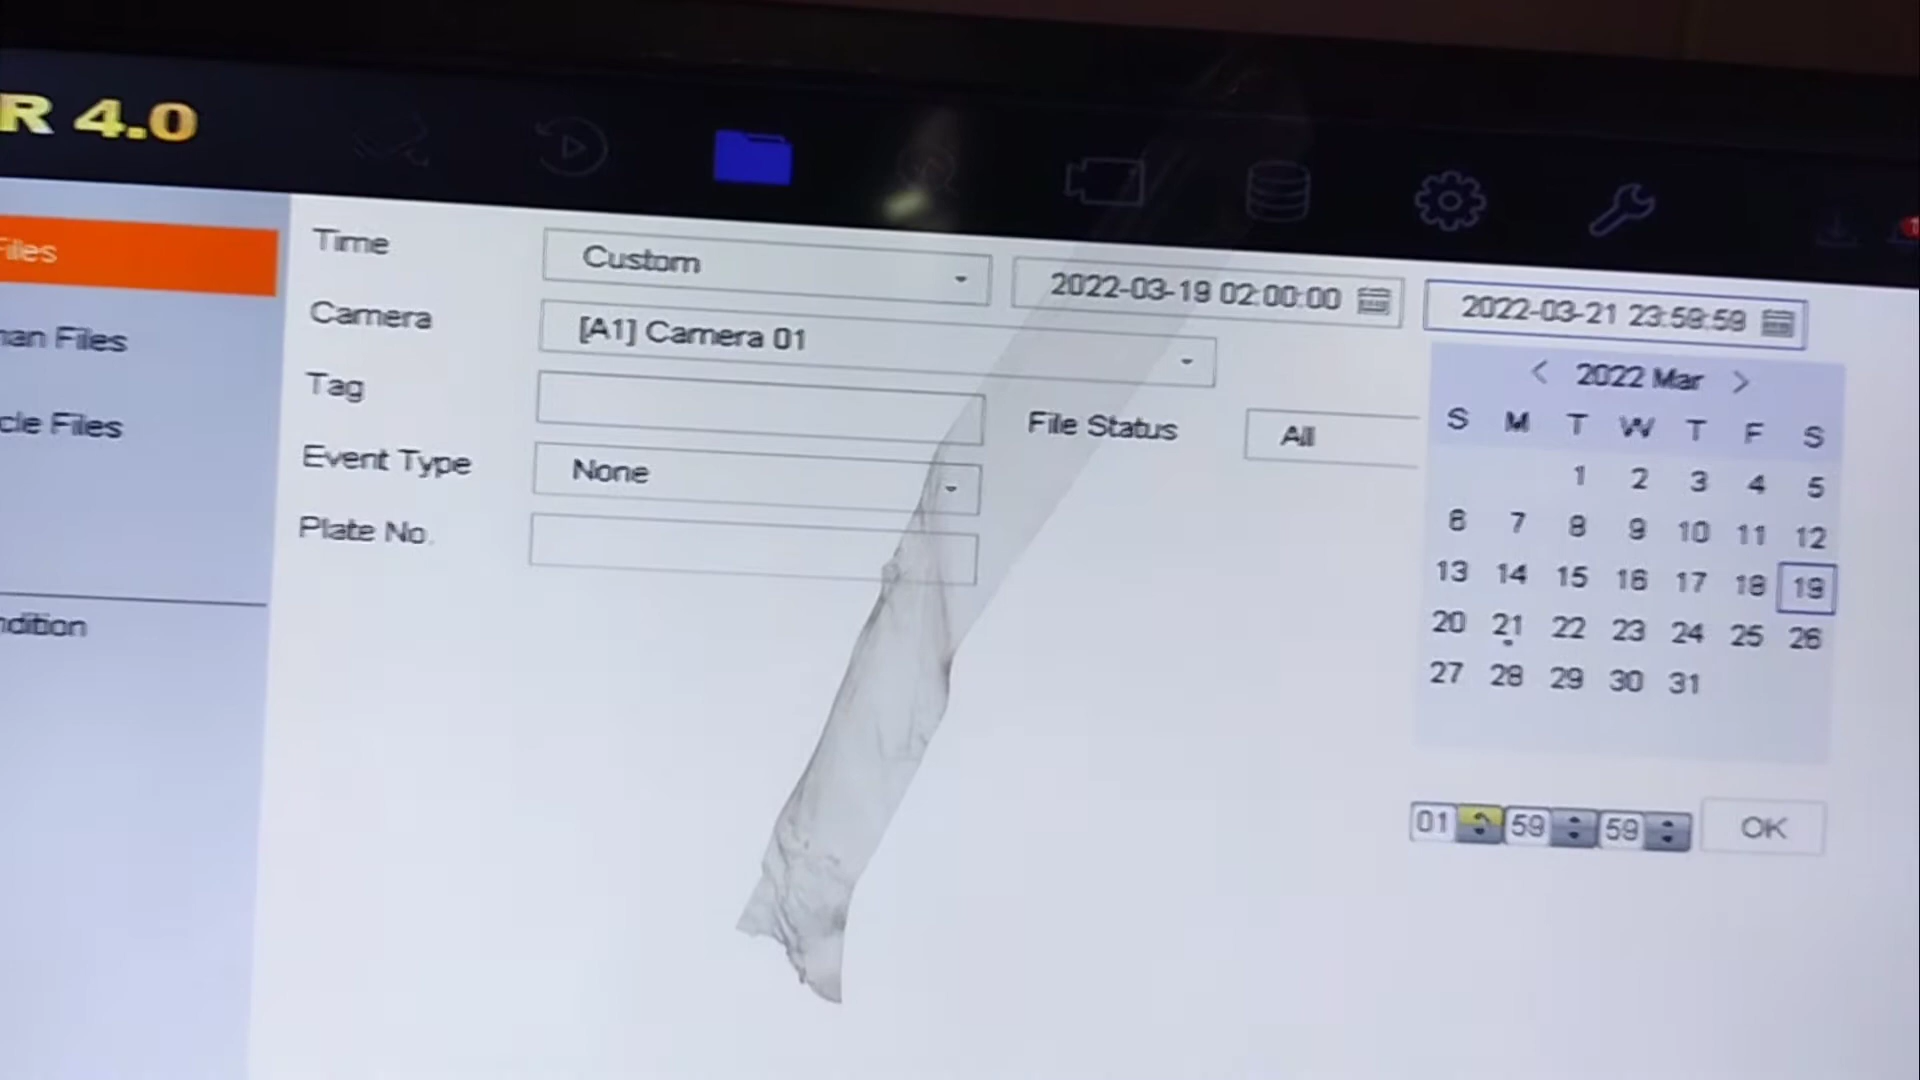 R 4.0
Files
man Files
cle Files
ndition
Time
Custom
2022-03-19 02:00:00
2022-03-21 23:59:59
Camera
[A1] Camera 01
Tag
File Status
All
Event Type
None
Plate No.
2022 Mar
S M T W T F S
1 2 3 4 5
6 7 8 9 10 11 12
13 14 15 16 17 18 19
20 21 22 23 24 25 26
27 28 29 30 31
01 59 59 OK
1